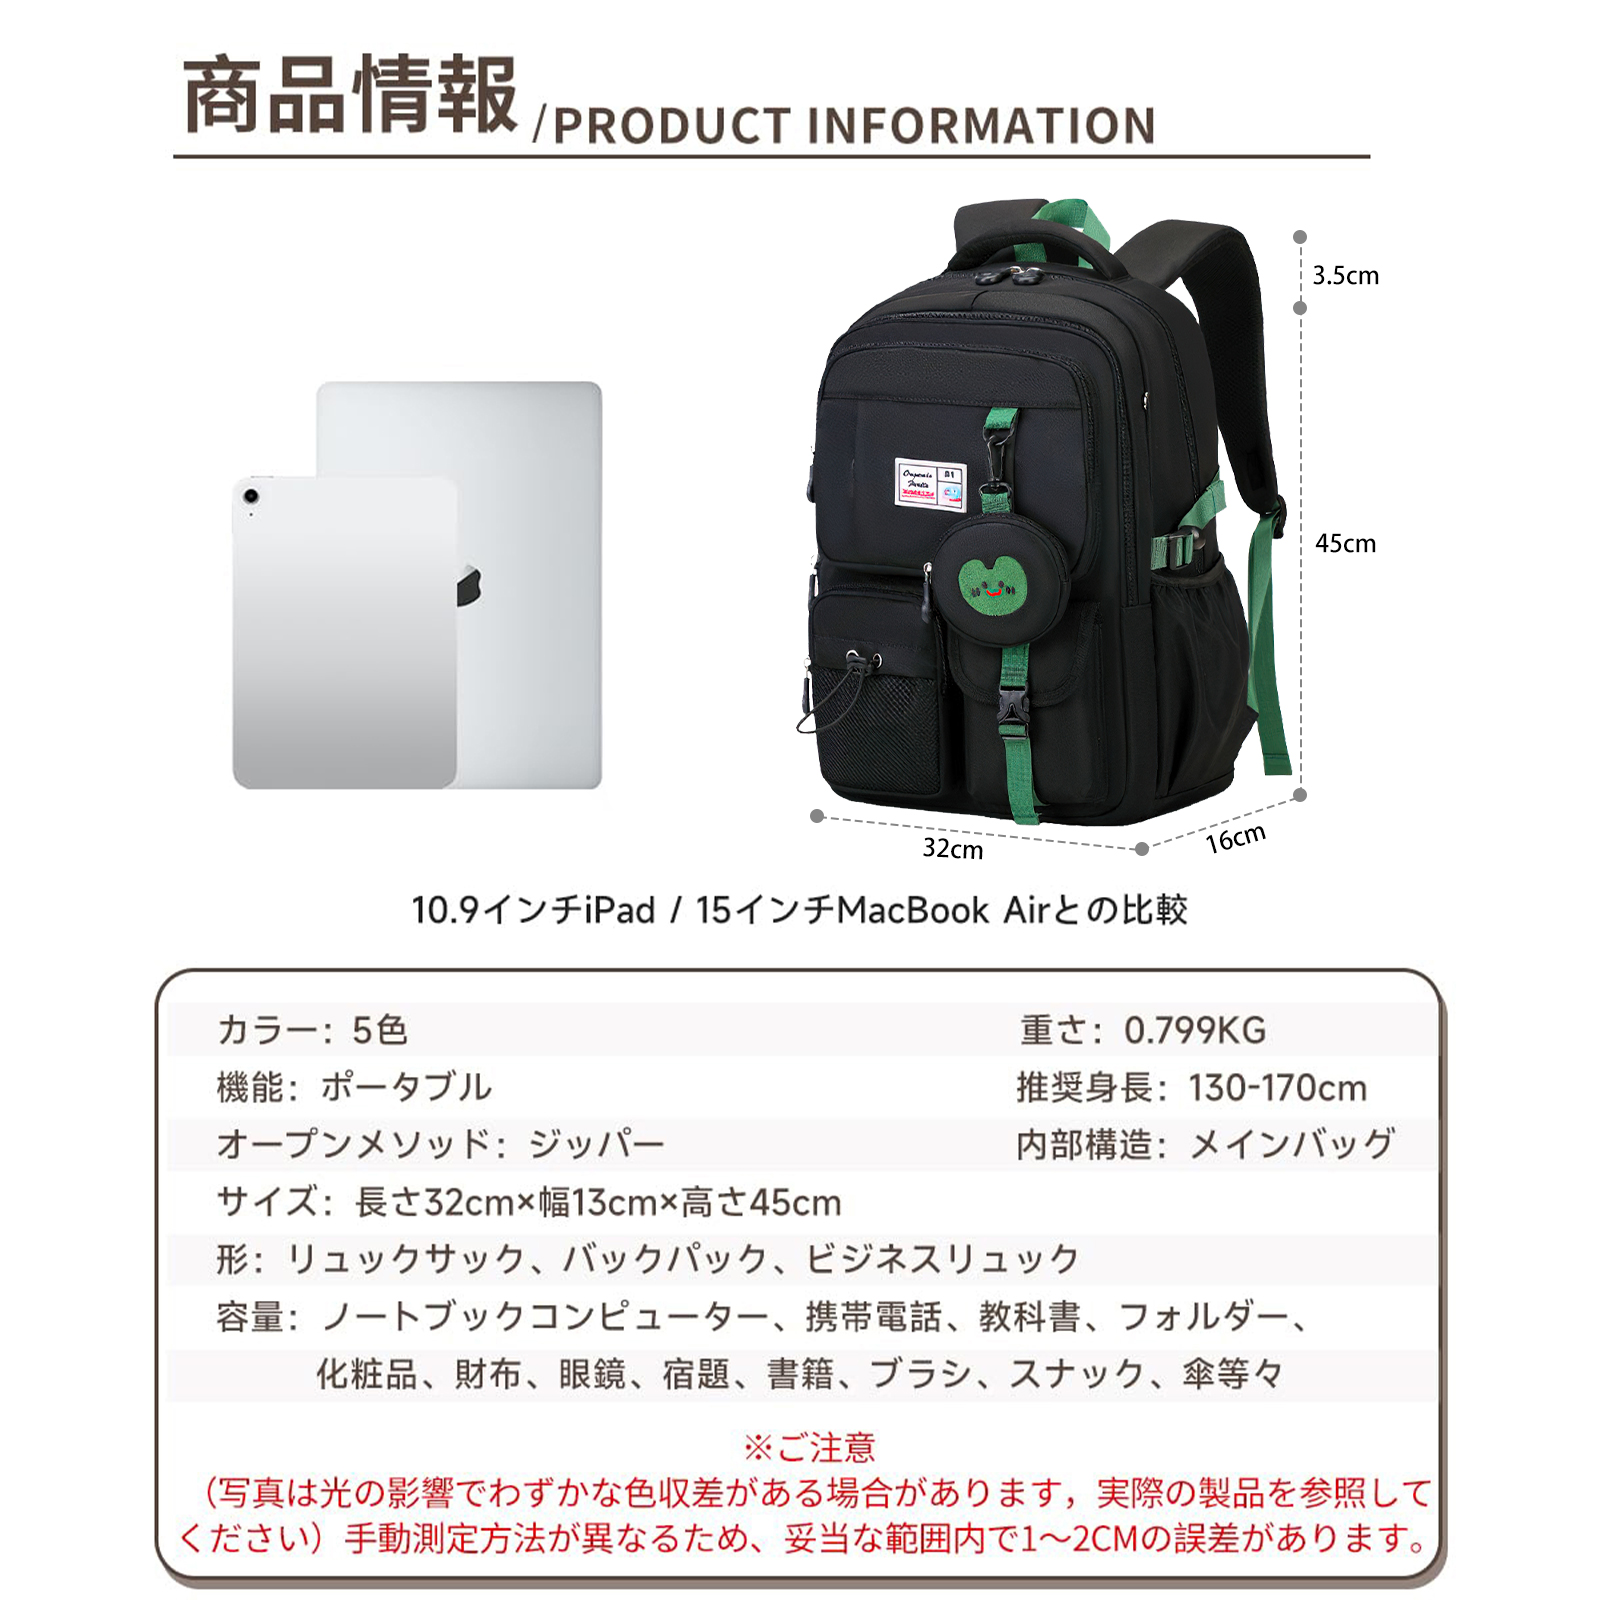 商品情報/PRODUCT INFORMATION
3.5cm
45cm
32cm
16cm
10.9インチiPad / 15インチMacBook Airとの比較
カラー：5色
重さ：0.799KG
機能：ポータブル
推奨身長：130-170cm
オープンメソッド：ジッパー
内部構造：メインバッグ
サイズ：長さ32cm×幅13cm×高さ45cm
形：リュックサック、バックパック、ビジネスリュック
容量：ノートブックコンピューター、携帯電話、教科書、フォルダー、
化粧品、財布、眼鏡、宿題、書籍、ブラシ、スナック、傘等々
※ご注意
（写真は光の影響でわずかな色収差がある場合があります，実際の製品を参照して
ください）手動測定方法が異なるため、妥当な範囲内で1～2CMの誤差があります。